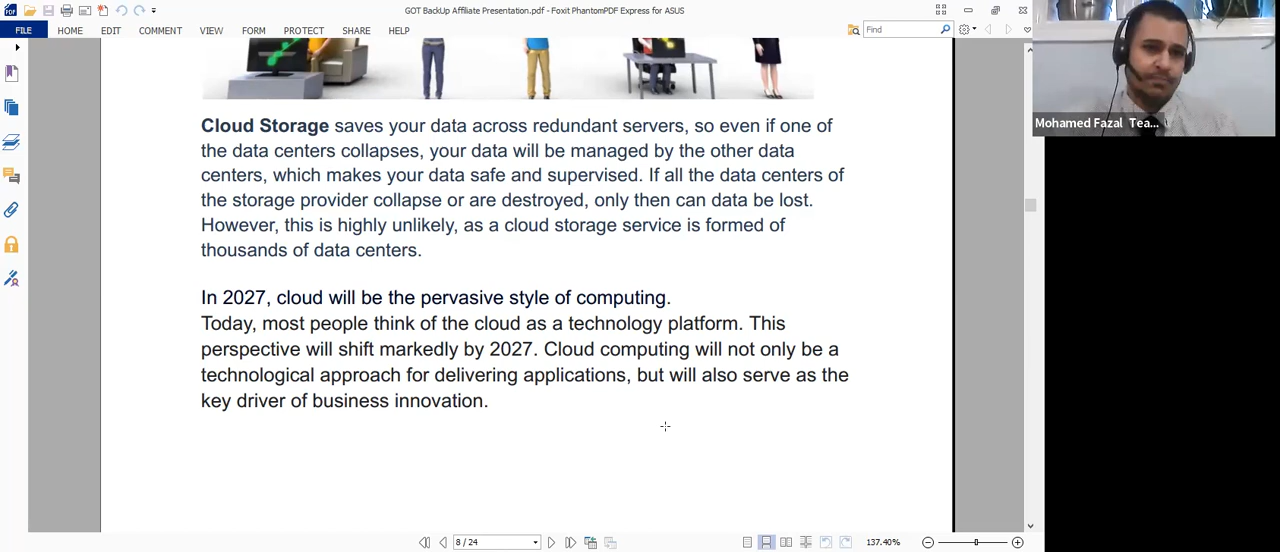 GOT BackUp Affiliate Presentation.pdf - Foxit PhantomPDF Express for ASUS
FILE HOME COMMENT VIEW FORM PROTECT SHARE HELP
Find
Cloud Storage saves your data across redundant servers, so even if one of
the data centers collapses, your data will be managed by the other data
centers, which makes your data safe and supervised. If all the data centers of
the storage provider collapse or are destroyed, only then can data be lost.
However, this is highly unlikely, as a cloud storage service is formed of
thousands of data centers.
In 2027, cloud will be the pervasive style of computing.
Today, most people think of the cloud as a technology platform. This
perspective will shift markedly by 2027. Cloud computing will not only be a
technological approach for delivering applications, but will also serve as the
key driver of business innovation.
8 / 24
137.40%
Mohamed Fazal Tea...